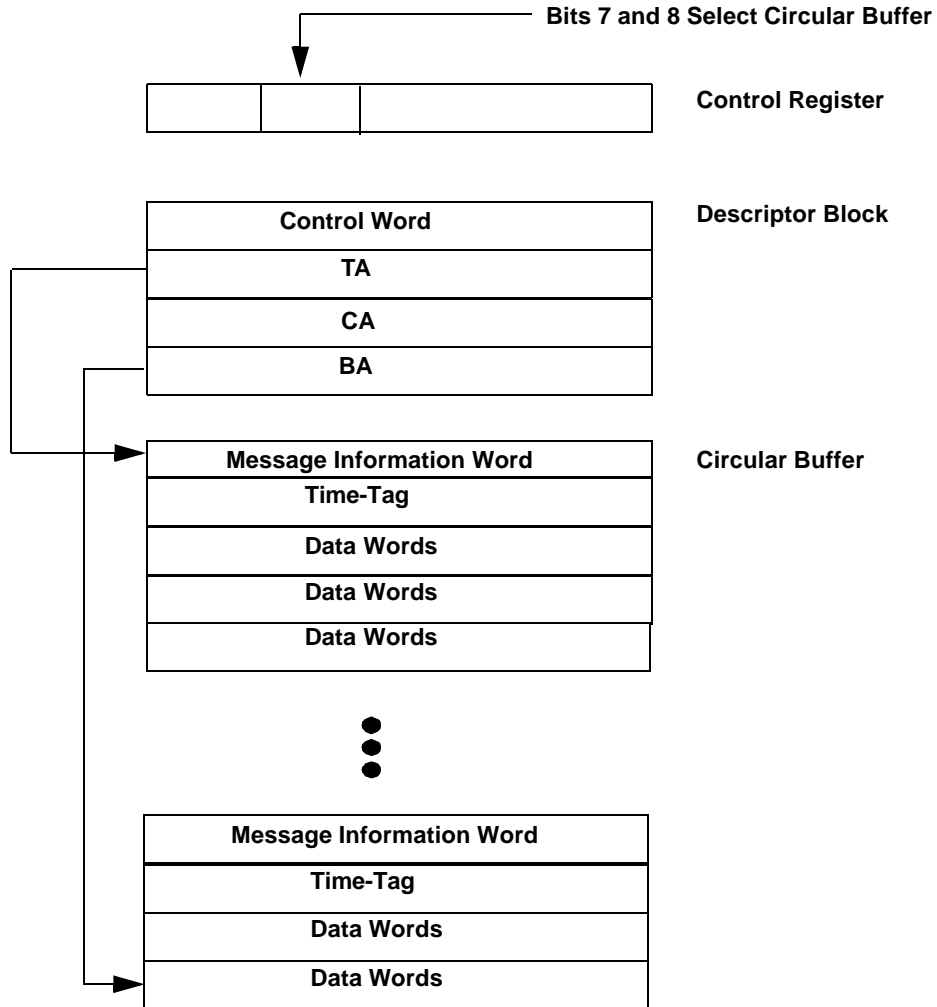 Bits 7 and 8 Select Circular Buffer
Control Register
Descriptor Block
Control Word
TA
CA
BA
Circular Buffer
Message Information Word
Time-Tag
Data Words
Data Words
Data Words
Message Information Word
Time-Tag
Data Words
Data Words